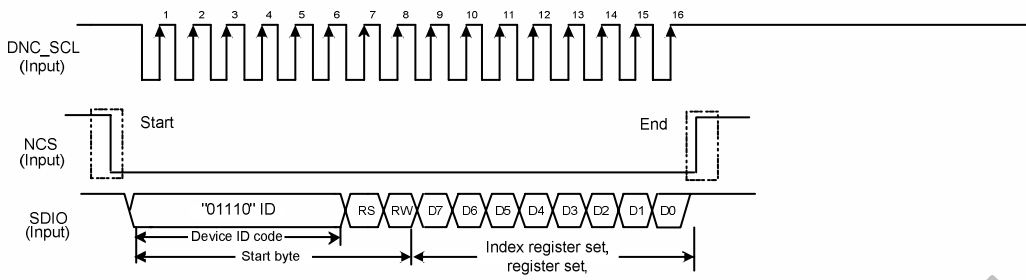 1 2 3 4 5 6 7 8 9 10 11 12 13 14 15 16
DNC_SCL
(Input)
Start
End
NCS
(Input)
"01110" ID
RS
RW
D7
D6
D5
D4
D3
D2
D1
D0
SDIO
(Input)
Device ID code
Start byte
Index register set,
register set,